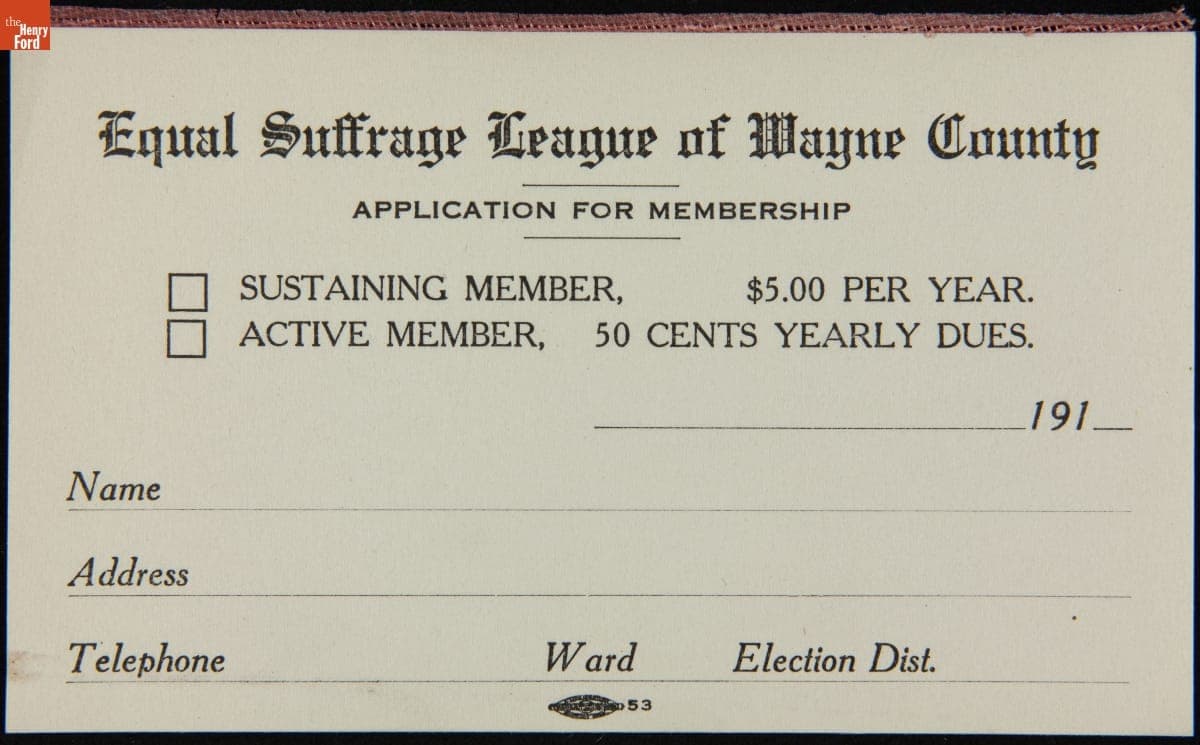 the
Henry
Ford
Equal Suffrage League of Wayne County
APPLICATION FOR MEMBERSHIP
SUSTAINING MEMBER, $5.00 PER YEAR.
ACTIVE MEMBER, 50 CENTS YEARLY DUES.
191
Name
Address
Telephone Ward Election Dist.
53